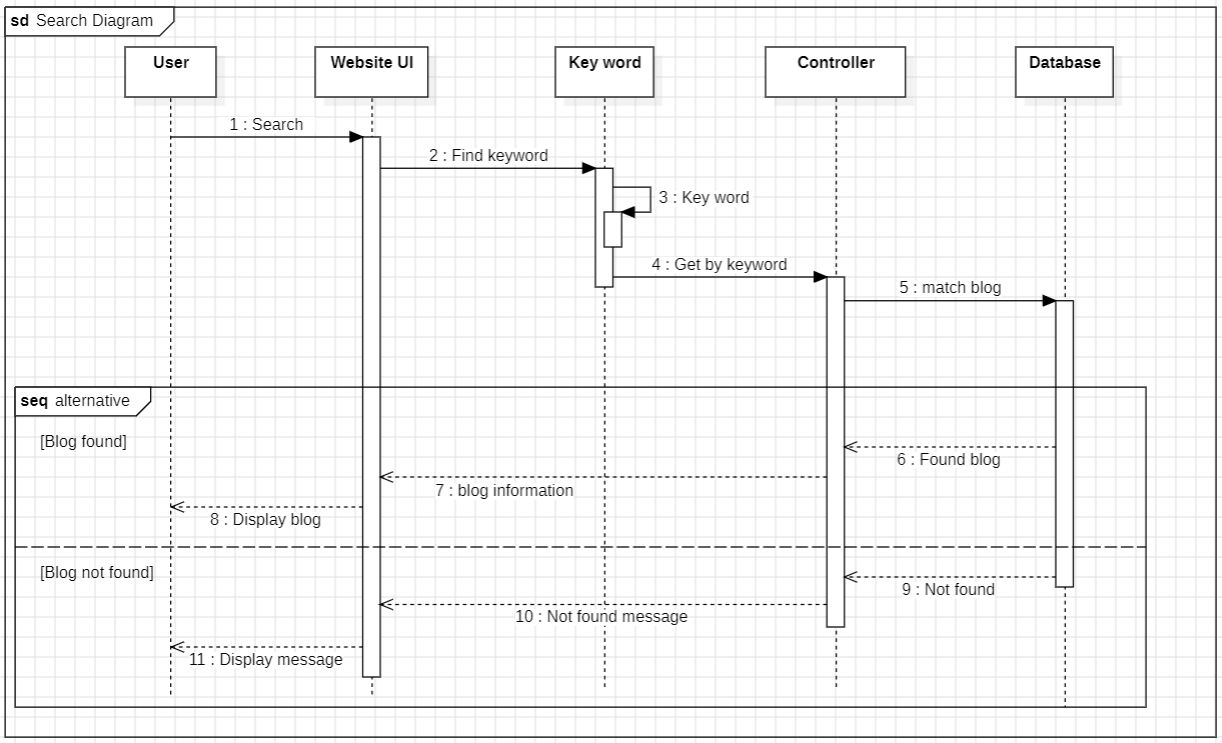 sd Search Diagram
User
Website UI
Key word
Controller
Database
1 : Search
2 : Find keyword
3 : Key word
4 : Get by keyword
5 : match blog
seq alternative
[Blog found]
6 : Found blog
7 : blog information
8 : Display blog
[Blog not found]
9 : Not found
10 : Not found message
11 : Display message